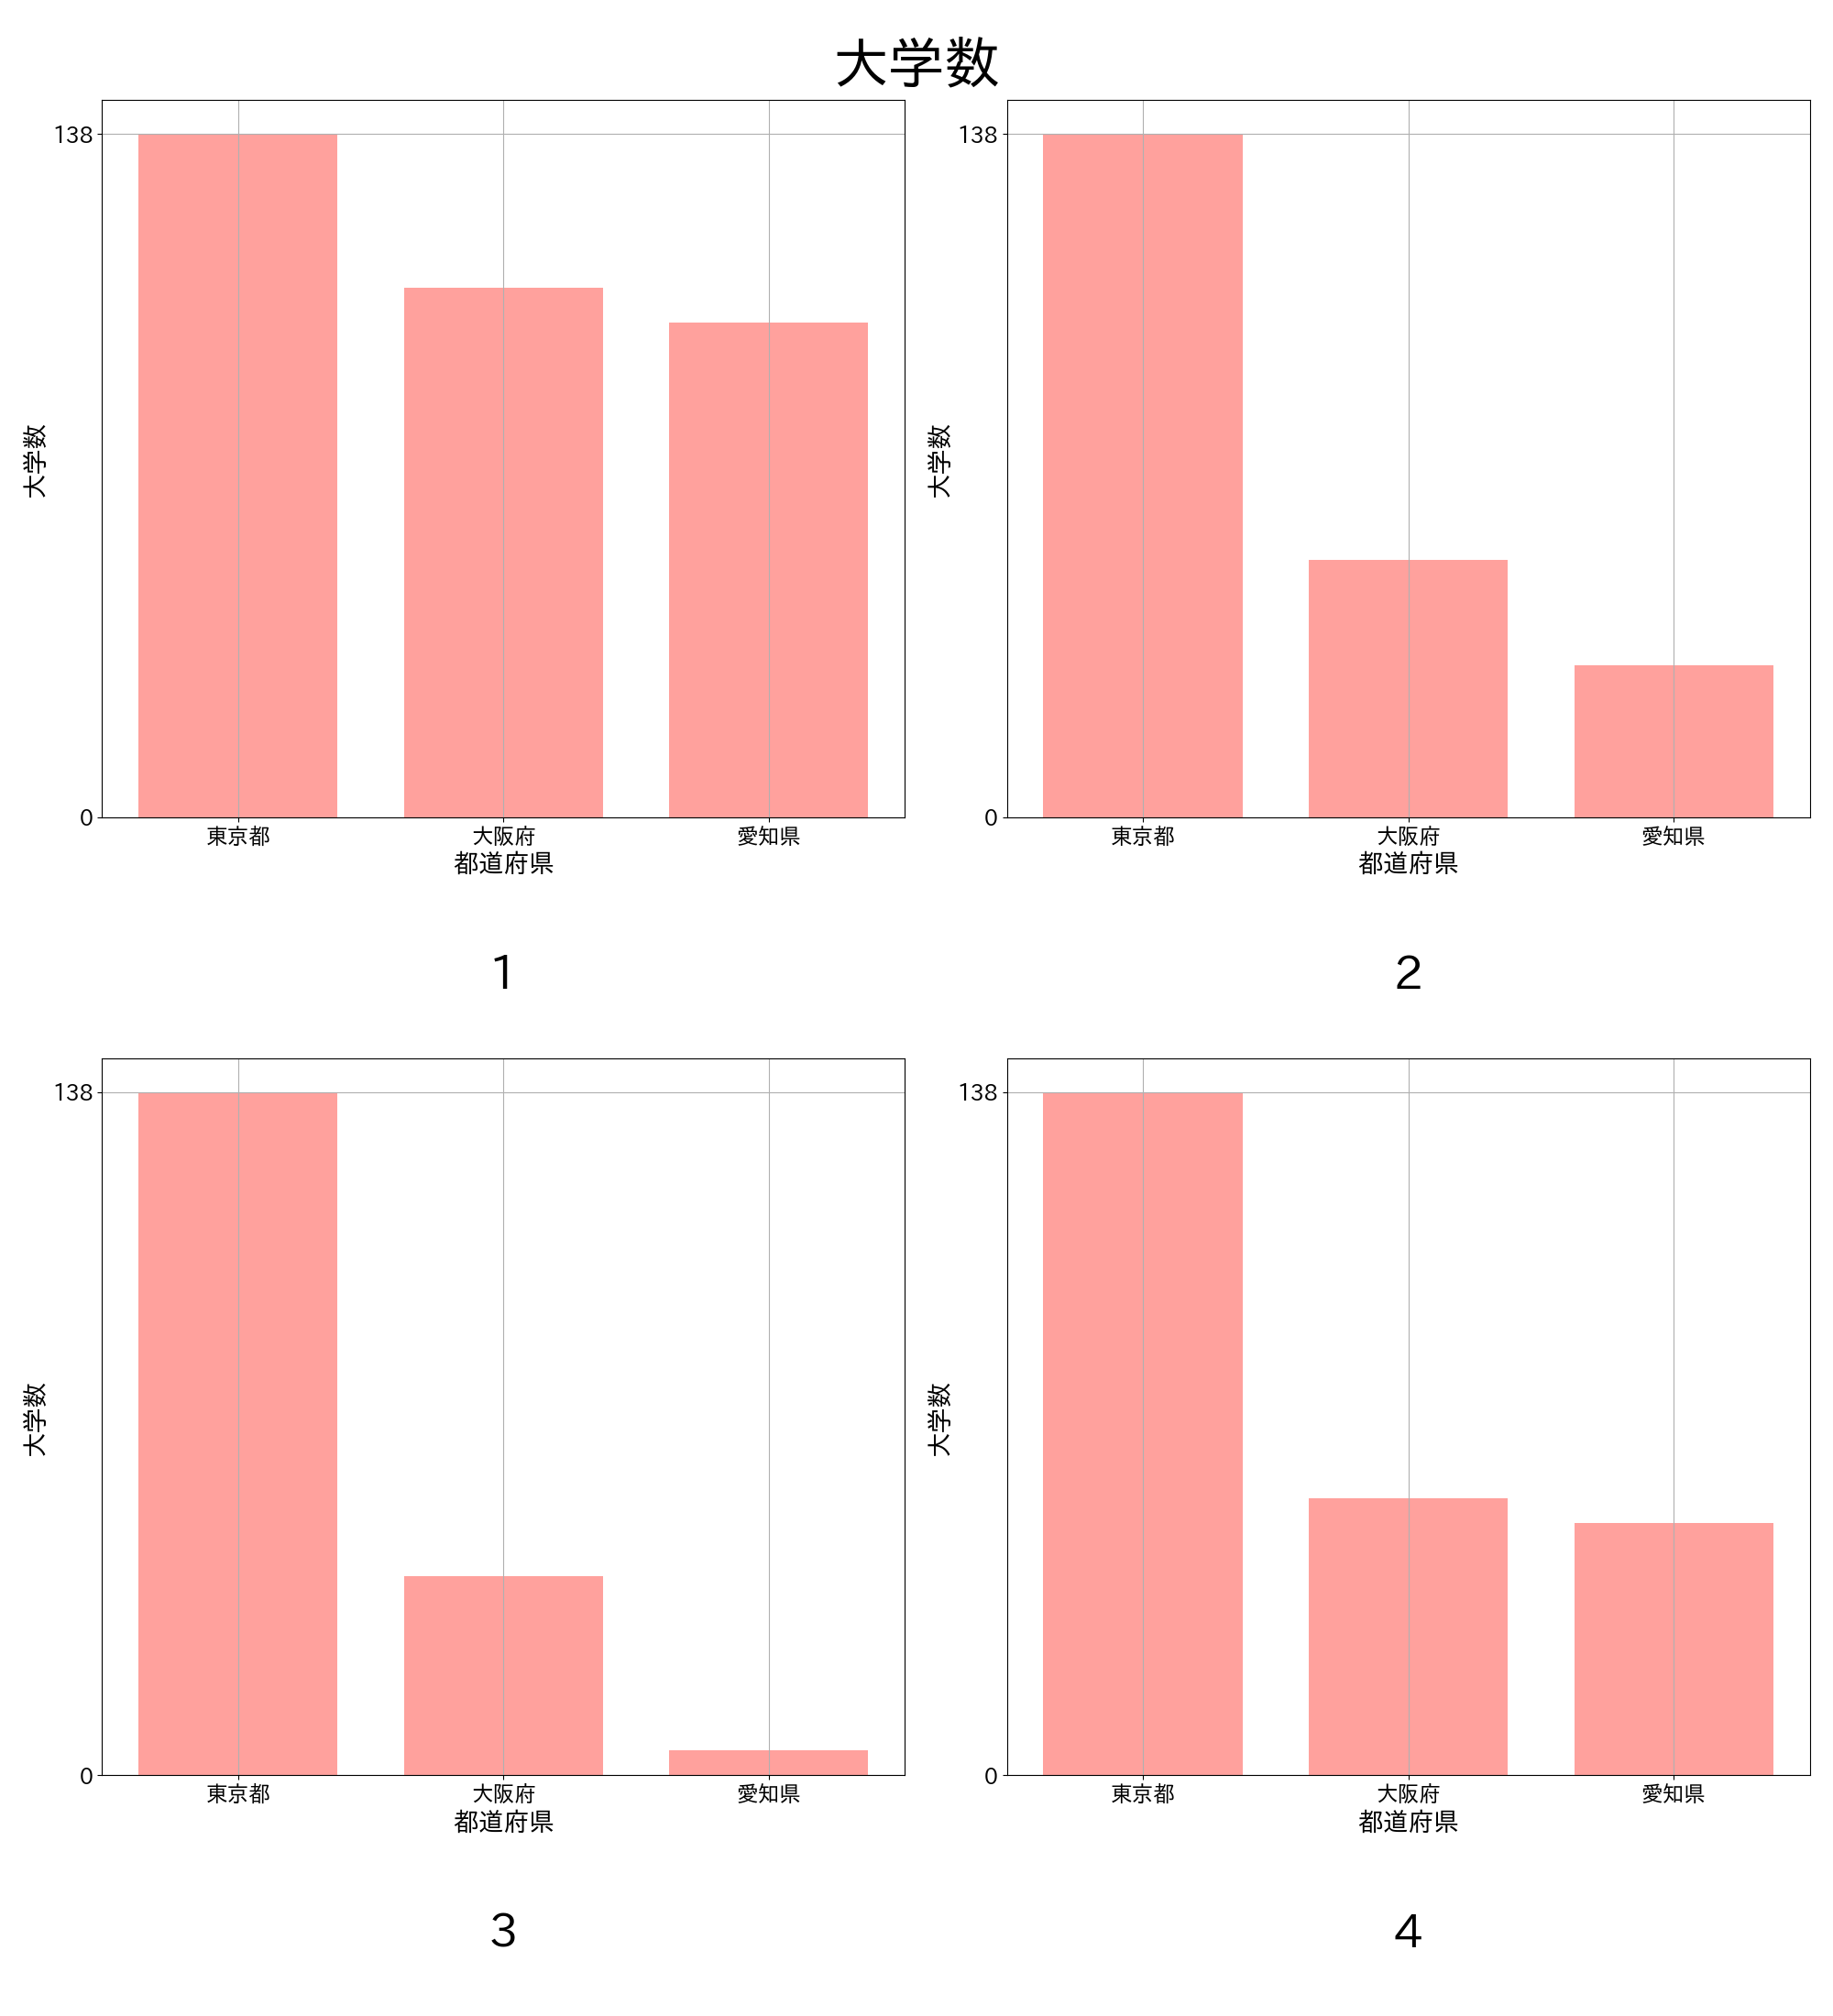 大学数
138
0
大学数
東京都 大阪府 愛知県
都道府県
1
138
0
大学数
東京都 大阪府 愛知県
都道府県
2
138
0
大学数
東京都 大阪府 愛知県
都道府県
3
138
0
大学数
東京都 大阪府 愛知県
都道府県
4